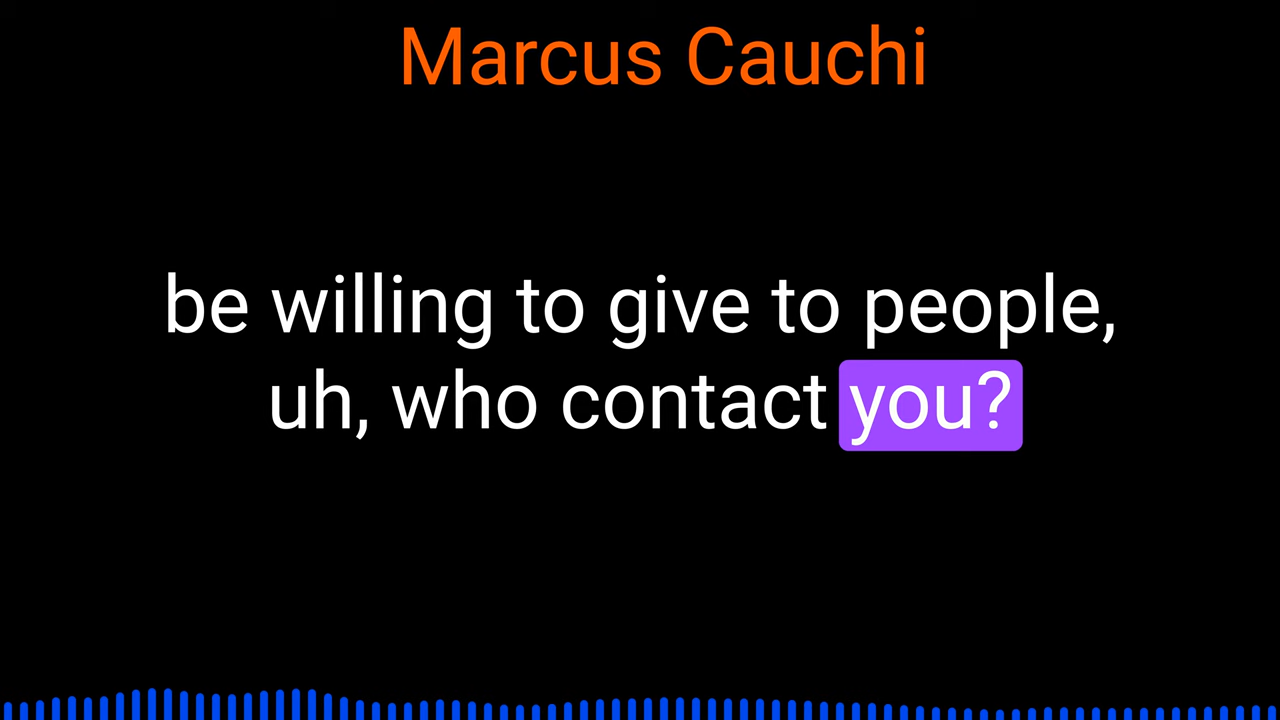 Marcus Cauchi
be willing to give to people,
uh, who contact you?